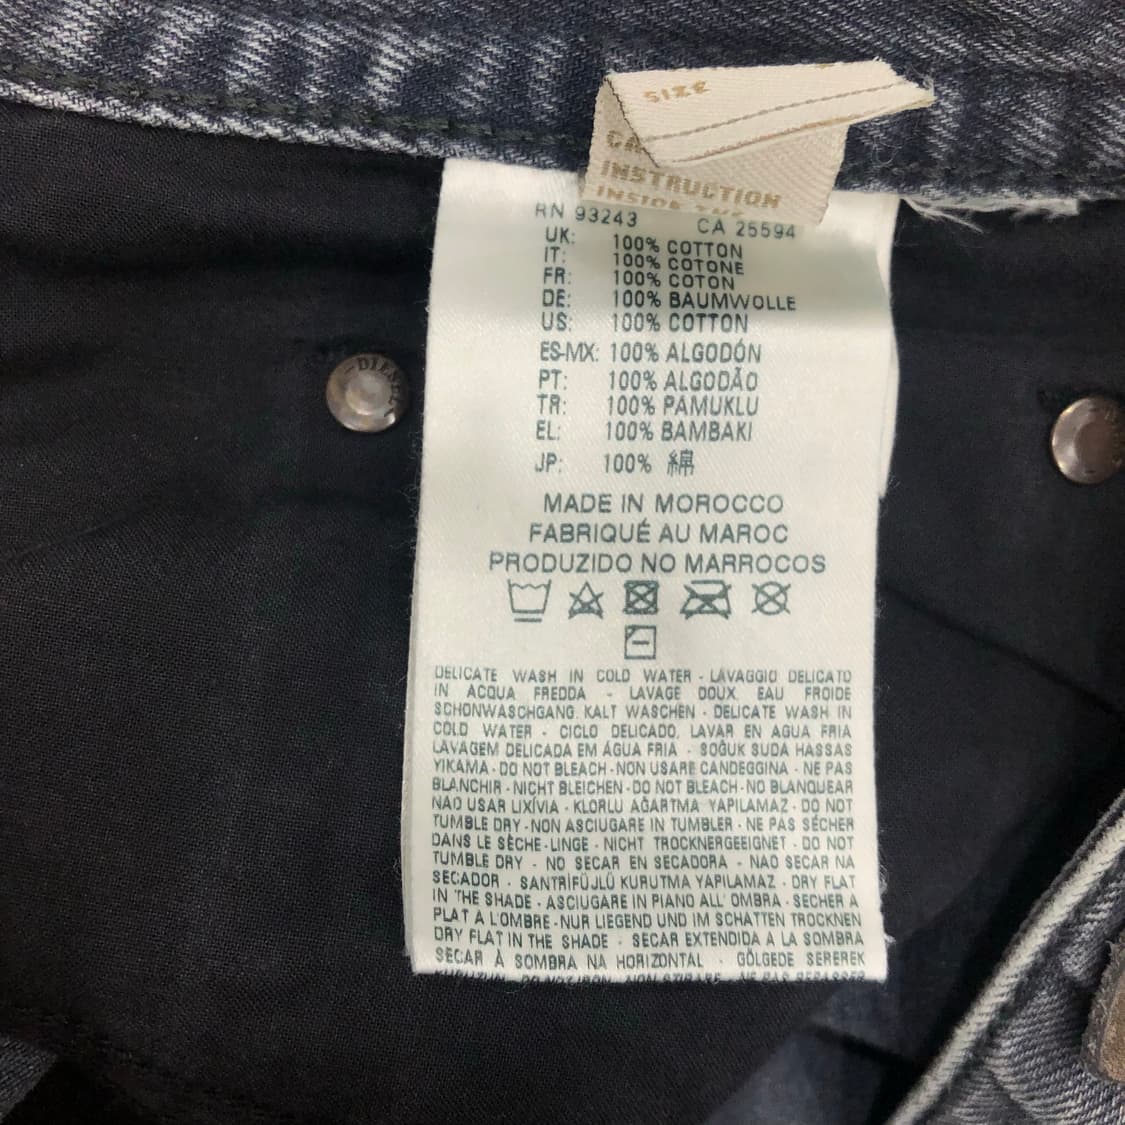 SIZE
INSTRUCTION
RN 93243 CA 25594
UK: 100% COTTON
IT: 100% COTONE
FR: 100% COTON
DE: 100% BAUMWOLLE
US: 100% COTTON
ES-MX: 100% ALGODÓN
PT: 100% ALGODÃO
TR: 100% PAMUKLU
EL: 100% BAMBAKI
JP: 100% 綿
MADE IN MOROCCO
FABRIQUÉ AU MAROC
PRODUZIDO NO MARROCOS
DELICATE WASH IN COLD WATER - LAVAGGIO DELICATO
IN ACQUA FREDDA - LAVAGE DOUX EAU FROIDE
SCHONWASCHGANG. KALT WASCHEN - DELICATE WASH IN
COLD WATER - CICLO DELICADO, LAVAR EN AGUA FRIA
LAVAGEM DELICADA EM ÁGUA FRIA - SOĞUK SUDA HASSAS
YIKAMA - DO NOT BLEACH - NON USARE CANDEGGINA - NE PAS
BLANCHIR - NICHT BLEICHEN - DO NOT BLEACH - NO BLANQUEAR
NAO USAR LIXÍVIA - KLORLU AĞARTMA YAPILAMAZ - DO NOT
TUMBLE DRY - NON ASCIUGARE IN TUMBLER - NE PAS SÉCHER
DANS LE SÈCHE-LINGE - NICHT TROCKNERGEEIGNET - DO NOT
TUMBLE DRY - NO SECAR EN SECADORA - NAO SECAR NA
SECADOR - SANTRİFÜJLÜ KURUTMA YAPILAMAZ - DRY FLAT
IN THE SHADE - ASCIUGARE IN PIANO ALL' OMBRA - SECHER A
PLAT A L'OMBRE - NUR LIEGEND UND IM SCHATTEN TROCKNEN
DRY FLAT IN THE SHADE - SECAR EXTENDIDA A LA SOMBRA
SECAR À SOMBRA NA HORIZONTAL - GÖLGEDE SEREREK
DIESEL